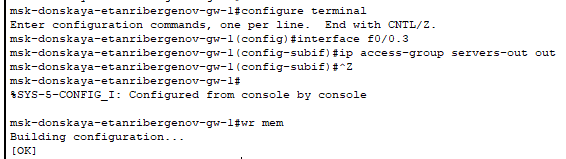 msk-donskaya-etanribergenov-gw-1#configure terminal
Enter configuration commands, one per line.  End with CNTL/Z.
msk-donskaya-etanribergenov-gw-1(config)#interface f0/0.3
msk-donskaya-etanribergenov-gw-1(config-subif)#ip access-group servers-out out
msk-donskaya-etanribergenov-gw-1(config-subif)#^Z
msk-donskaya-etanribergenov-gw-1#
%SYS-5-CONFIG_I: Configured from console by console
msk-donskaya-etanribergenov-gw-1#wr mem
Building configuration...
[OK]